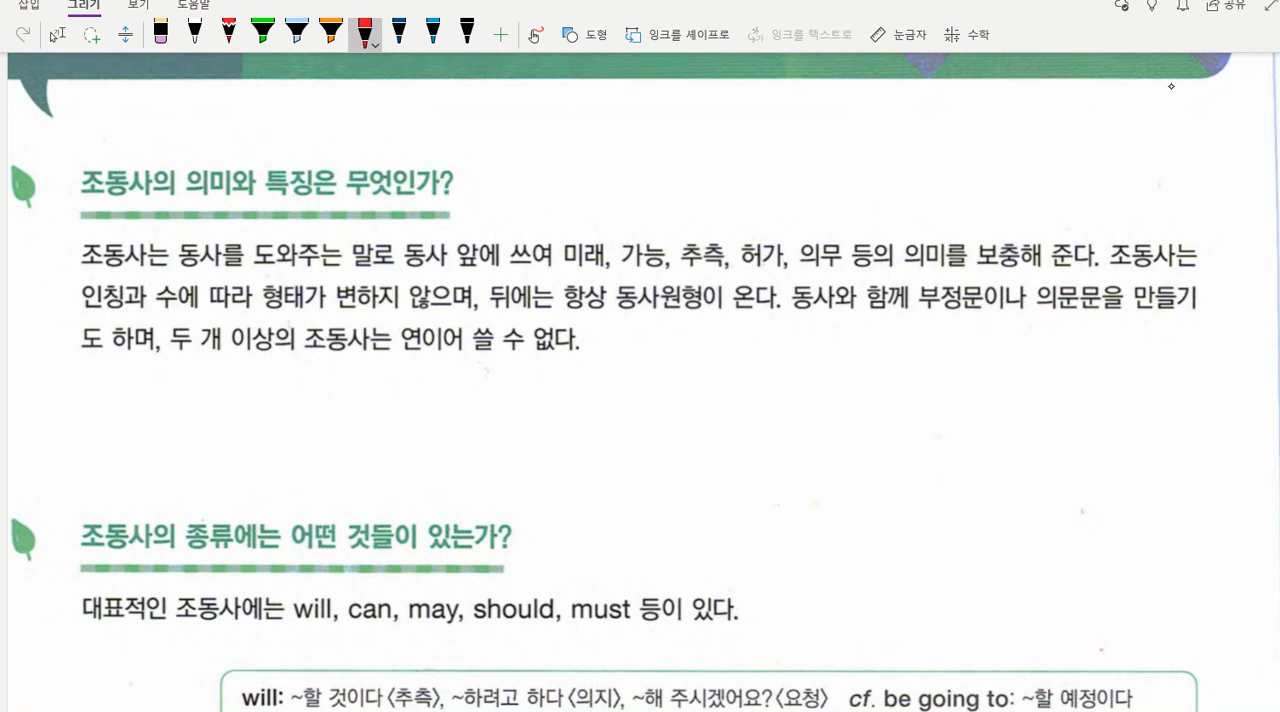 삽입 그리기 보기 도움말 공유
도형 잉크를 셰이프로 잉크를 텍스트로 눈금자 수학
조동사의 의미와 특징은 무엇인가?
조동사는 동사를 도와주는 말로 동사 앞에 쓰여 미래, 가능, 추측, 허가, 의무 등의 의미를 보충해 준다. 조동사는
인칭과 수에 따라 형태가 변하지 않으며, 뒤에는 항상 동사원형이 온다. 동사와 함께 부정문이나 의문문을 만들기
도 하며, 두 개 이상의 조동사는 연이어 쓸 수 없다.
조동사의 종류에는 어떤 것들이 있는가?
대표적인 조동사에는 will, can, may, should, must 등이 있다.
will: ~할 것이다〈추측〉, ~하려고 하다〈의지〉, ~해 주시겠어요?〈요청〉 cf. be going to: ~할 예정이다